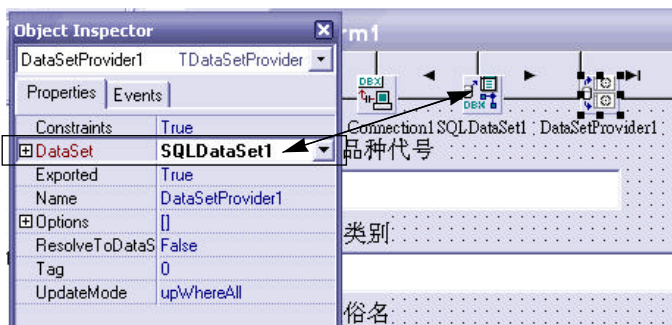 Object Inspector
rm1
DataSetProvider1 TDataSetProvider
Properties Events
Constraints True
DataSet SQLDataSet1
Exported True
Name DataSetProvider1
Options []
ResolveToDataS False
Tag 0
UpdateMode upWhereAll
DBX
DBX
Connection1 SQLDataSet1 DataSetProvider1
品种代号
类别
俗名